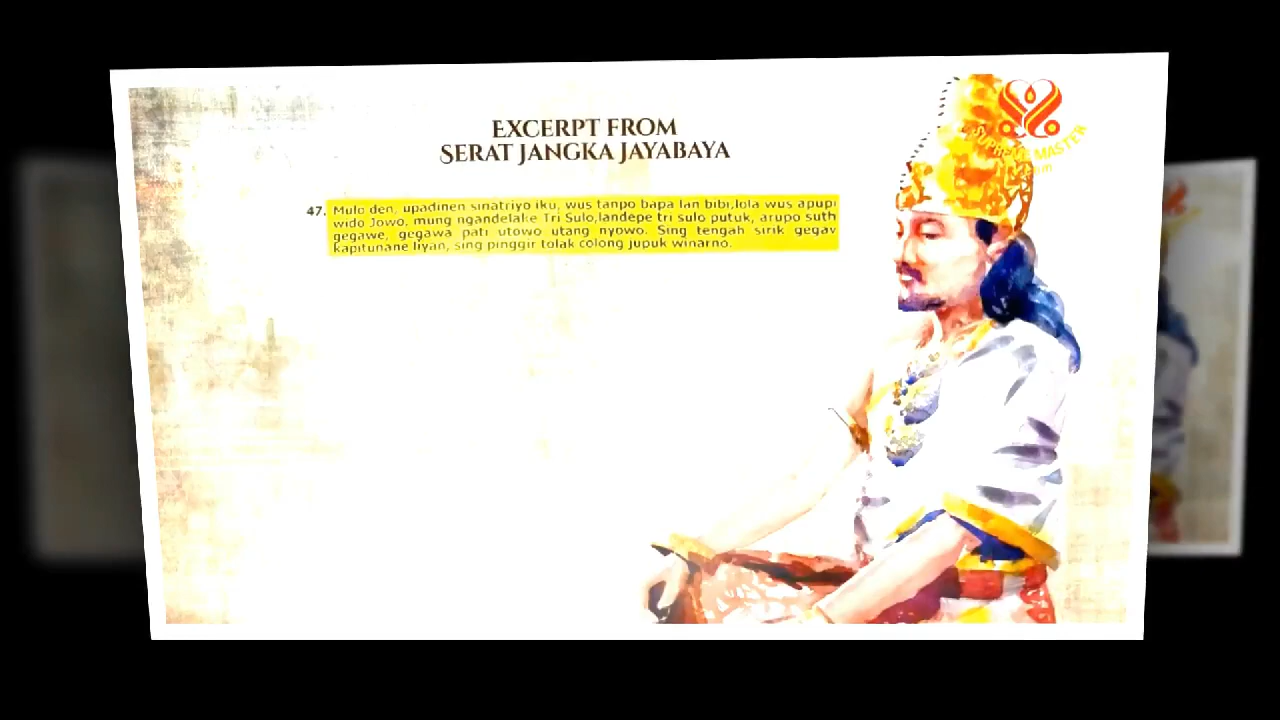 EXCERPT FROM
SERAT JANGKA JAYABAYA
SUPREME MASTER
47. Mulo den, upadinen sinatriyo iku, wus tanpo bapa lan bibi,lola wus apupi
wido Jowo, mung ngandelake Tri Sulo,landepe tri sulo putuk, arupo suth
gegawe, gegawa pati utowo utang nyowo. Sing tengah sirik gegav
kapitunane liyan, sing pinggir tolak colong jupuk winarno.